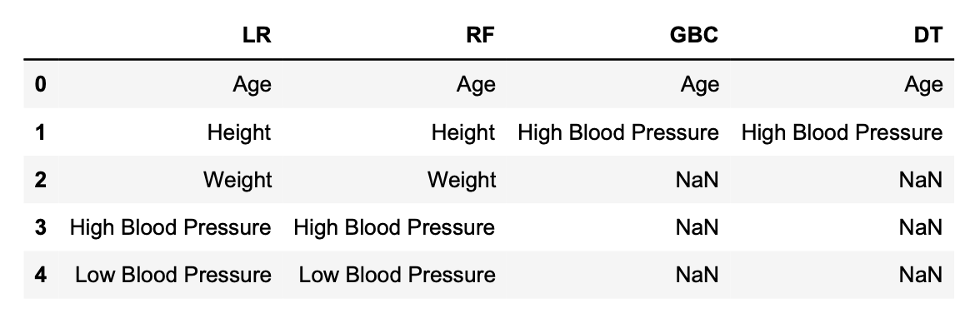 LR RF GBC DT
0 Age Age Age Age
1 Height Height High Blood Pressure High Blood Pressure
2 Weight Weight NaN NaN
3 High Blood Pressure High Blood Pressure NaN NaN
4 Low Blood Pressure Low Blood Pressure NaN NaN